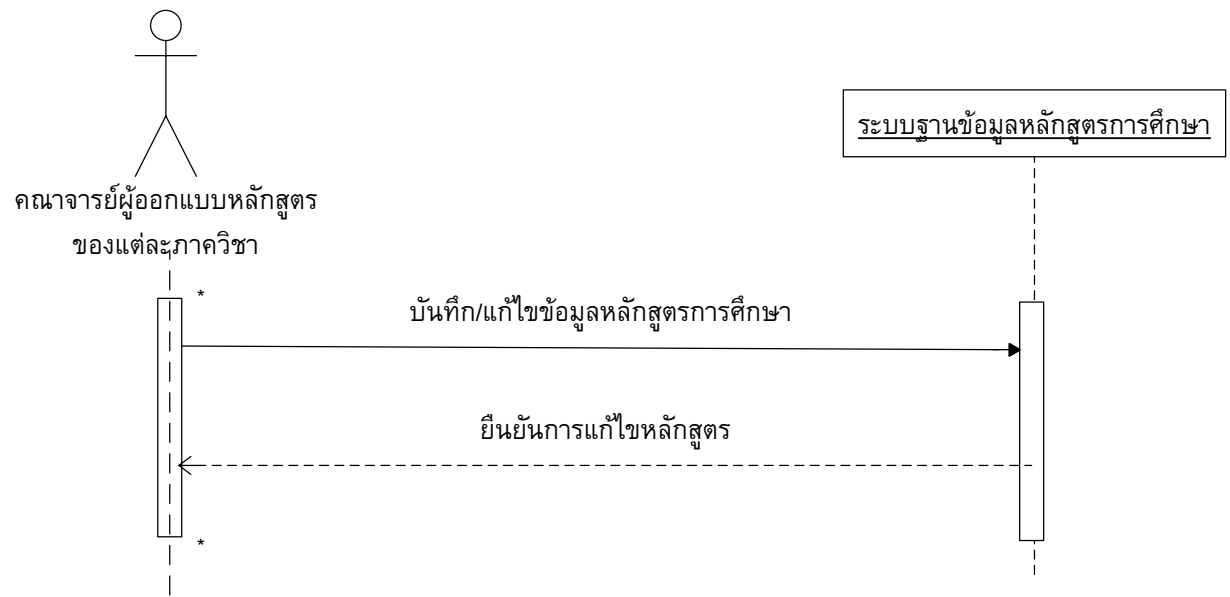 ระบบฐานข้อมูลหลักสูตรการศึกษา
คณาจารย์ผู้ออกแบบหลักสูตร
ของแต่ละภาควิชา
*
บันทึก/แก้ไขข้อมูลหลักสูตรการศึกษา
ยืนยันการแก้ไขหลักสูตร
*